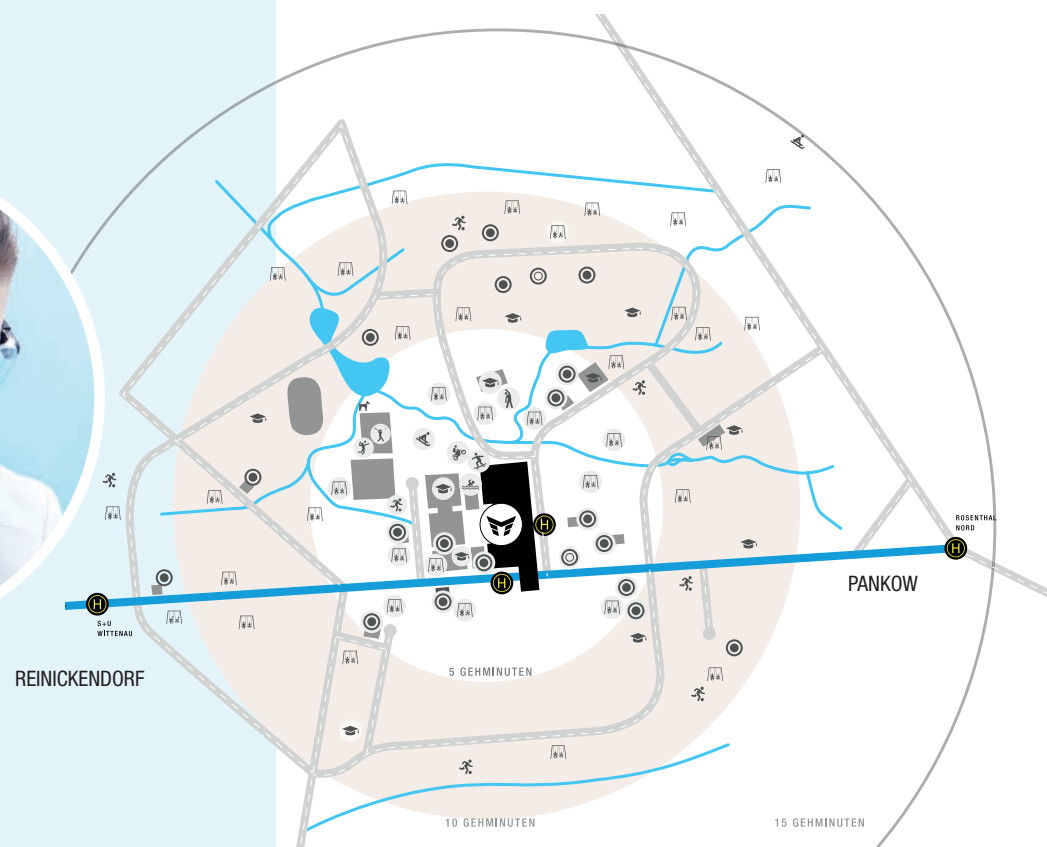 ROSENTHAL
NORD
H
H
H
PANKOW
H
S+U
WITTENAU
REINICKENDORF
5 GEHMINUTEN
10 GEHMINUTEN
15 GEHMINUTEN